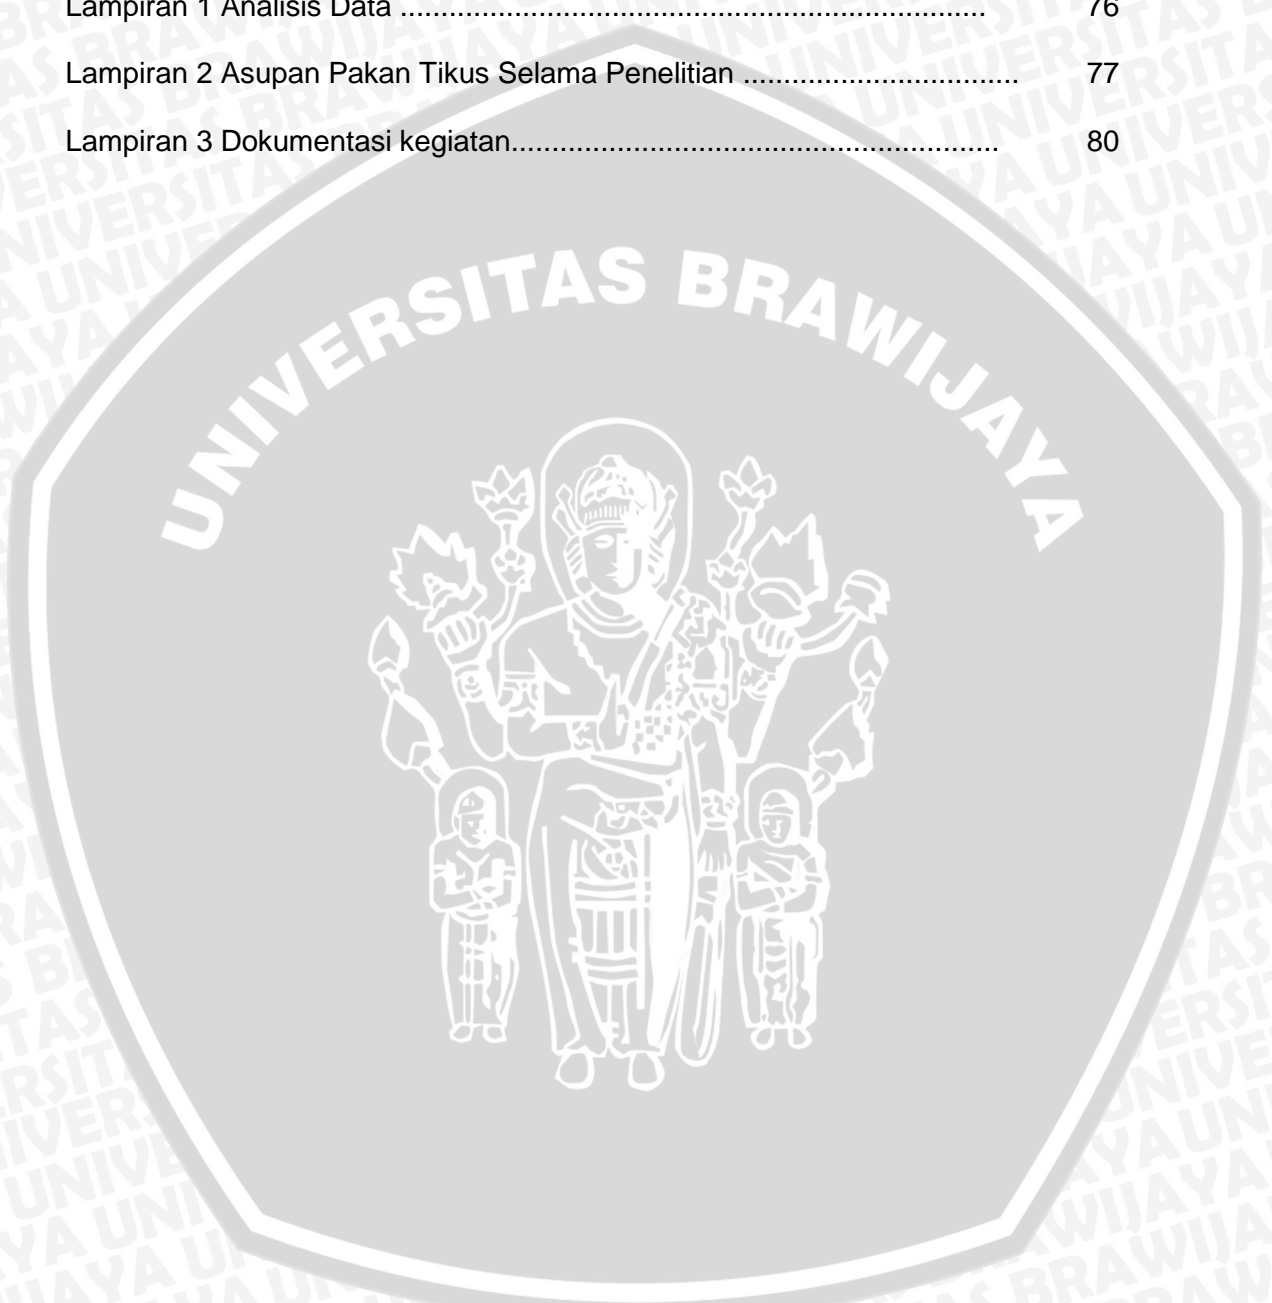 Lampiran 1 Analisis Data ........................................................................ 76
Lampiran 2 Asupan Pakan Tikus Selama Penelitian .................................. 77
Lampiran 3 Dokumentasi kegiatan............................................................ 80
UNIVERSITAS BRAWIJAYA